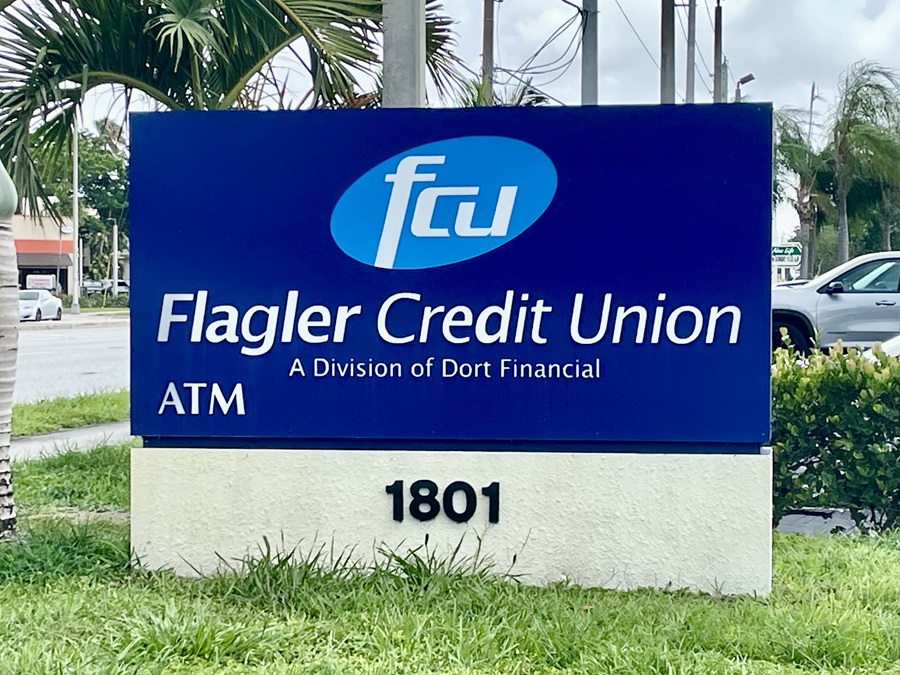 fcu
Flagler Credit Union
A Division of Dort Financial
ATM
1801